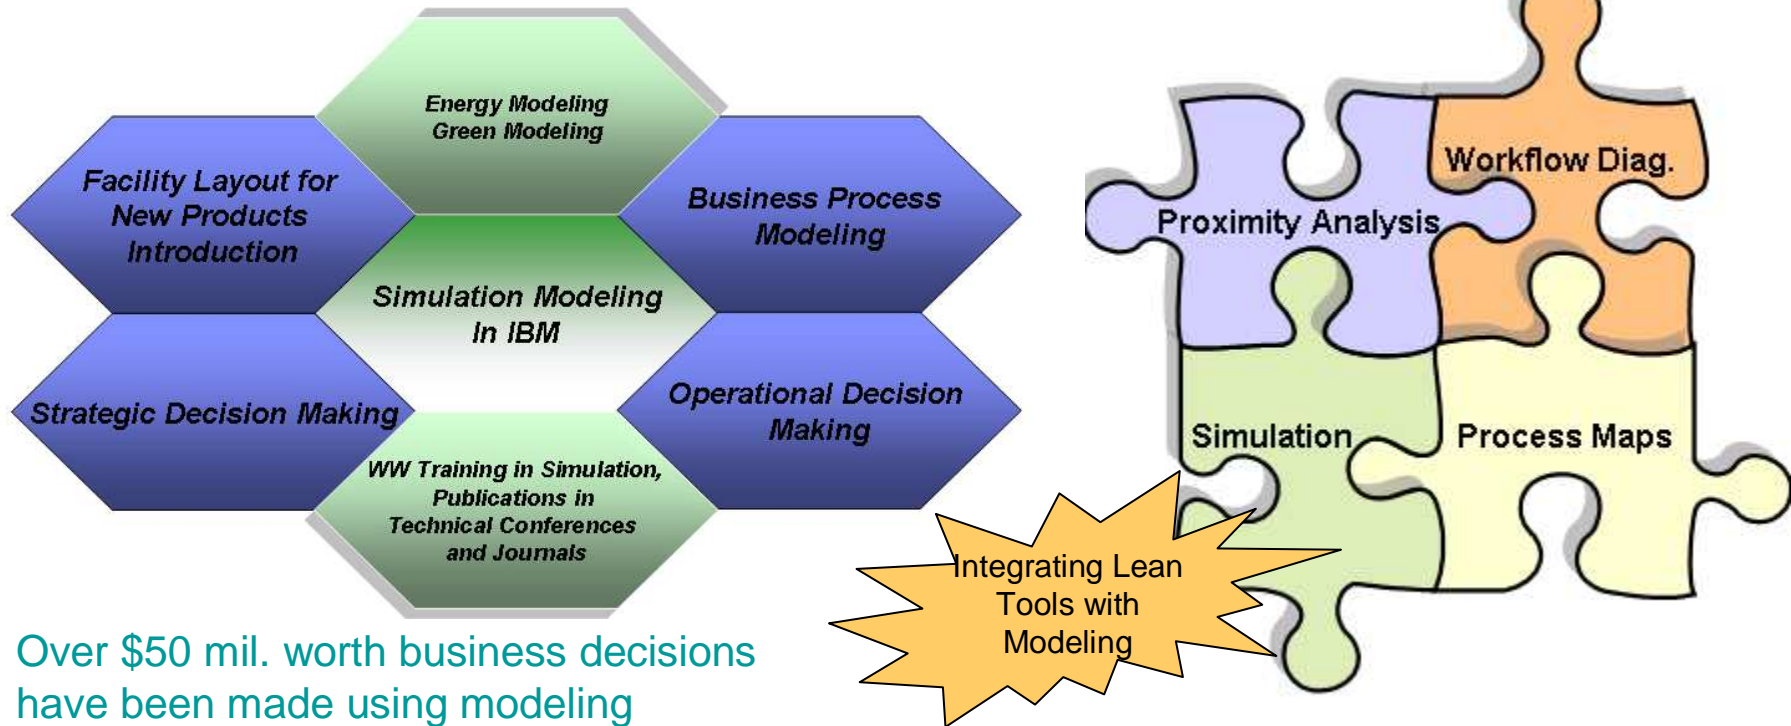 Energy Modeling
Green Modeling
Facility Layout for
New Products
Introduction
Business Process
Modeling
Simulation Modeling
In IBM
Strategic Decision Making
Operational Decision
Making
WW Training in Simulation,
Publications in
Technical Conferences
and Journals
Over $50 mil. worth business decisions
have been made using modeling
Workflow Diag.
Proximity Analysis
Simulation
Process Maps
Integrating Lean
Tools with
Modeling